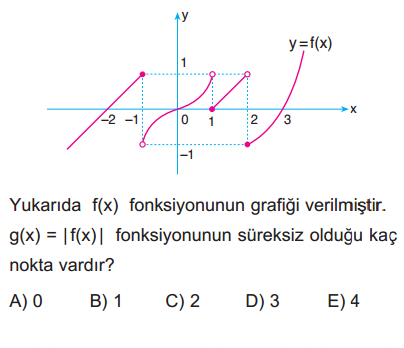 y
y=f(x)
1
x
–2 –1 0 1 2 3
–1
Yukarıda f(x) fonksiyonunun grafiği verilmiştir.
g(x) = |f(x)| fonksiyonunun süreksiz olduğu kaç
nokta vardır?
A) 0 B) 1 C) 2 D) 3 E) 4